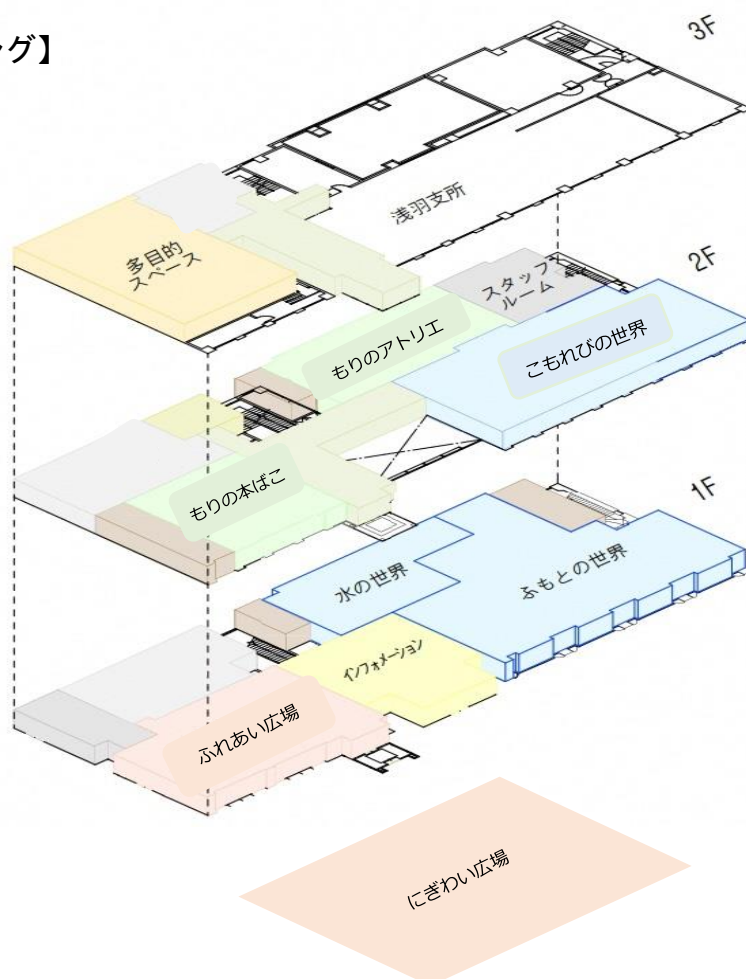 グ】
3F
浅羽支所
多目的
スペース
2F
スタッフ
ルーム
こもれびの世界
もりのアトリエ
もりの本ばこ
1F
水の世界
ふもとの世界
インフォメーション
ふれあい広場
にぎわい広場